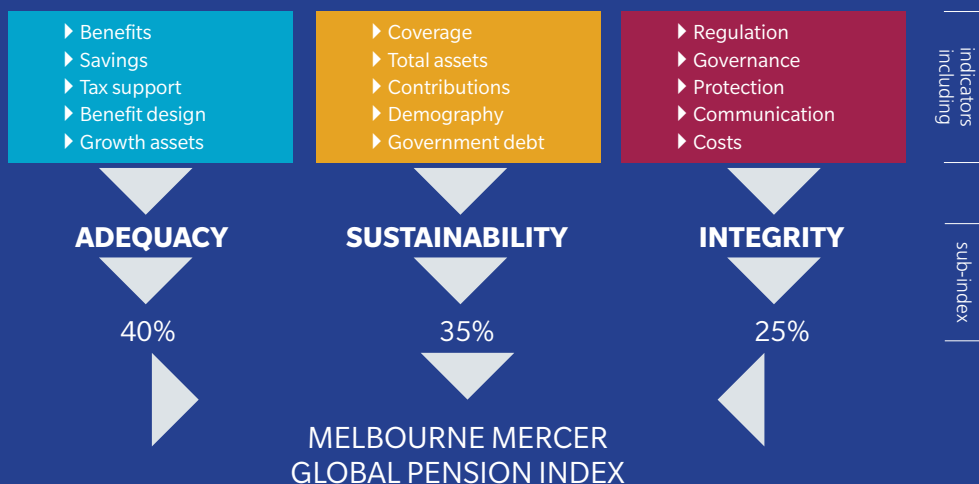 Benefits
Savings
Tax support
Benefit design
Growth assets
Coverage
Total assets
Contributions
Demography
Government debt
Regulation
Governance
Protection
Communication
Costs
indicators
including
ADEQUACY
SUSTAINABILITY
INTEGRITY
sub-index
40%
35%
25%
MELBOURNE MERCER
GLOBAL PENSION INDEX